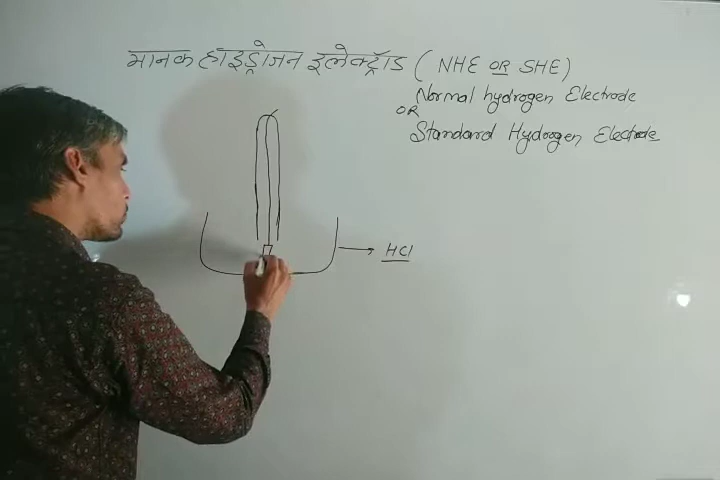 मानक हाइड्रोजन इलेक्ट्रॉड ( NHE OR SHE)
Normal hydrogen Electrode
OR
Standard Hydrogen Electrode
HCl